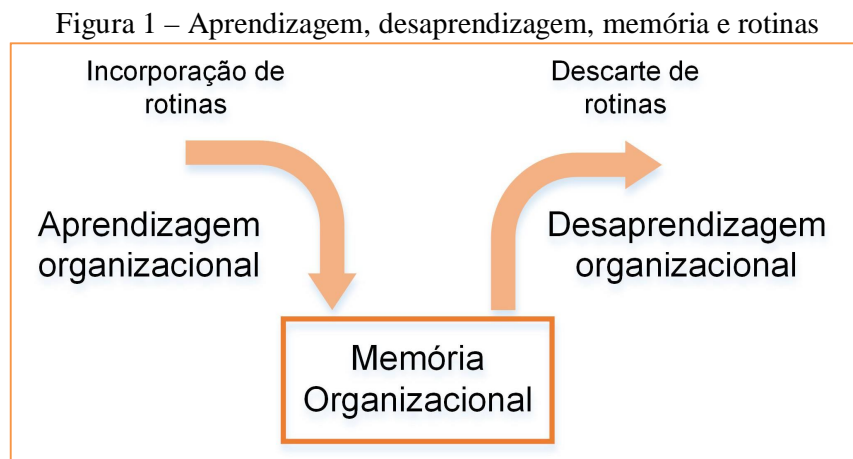 Figura 1 – Aprendizagem, desaprendizagem, memória e rotinas
Incorporação de
rotinas
Descarte de
rotinas
Aprendizagem
organizacional
Desaprendizagem
organizacional
Memória
Organizacional